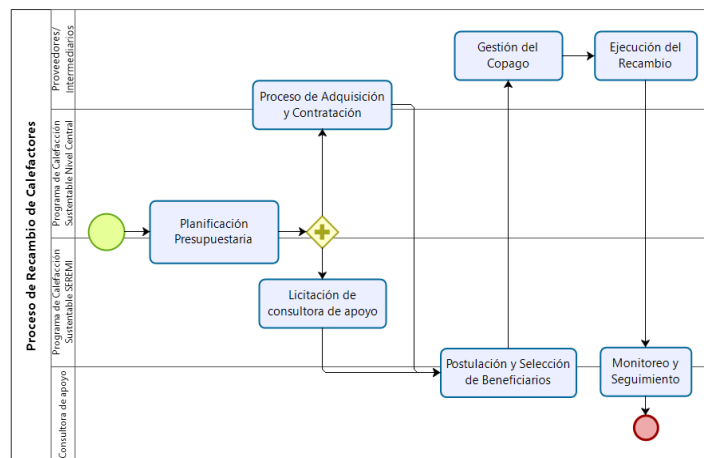 Proceso de Recambio de Calefactores
Proveedores/
Intermediarios
Programa de Calefacción
Sustentable Nivel Central
Programa de Calefacción
Sustentable SEREMI
Consultora de apoyo
Gestión del
Copago
Ejecución del
Recambio
Proceso de Adquisición
y Contratación
Planificación
Presupuestaria
Licitación de
consultora de apoyo
Postulación y Selección
de Beneficiarios
Monitoreo y
Seguimiento